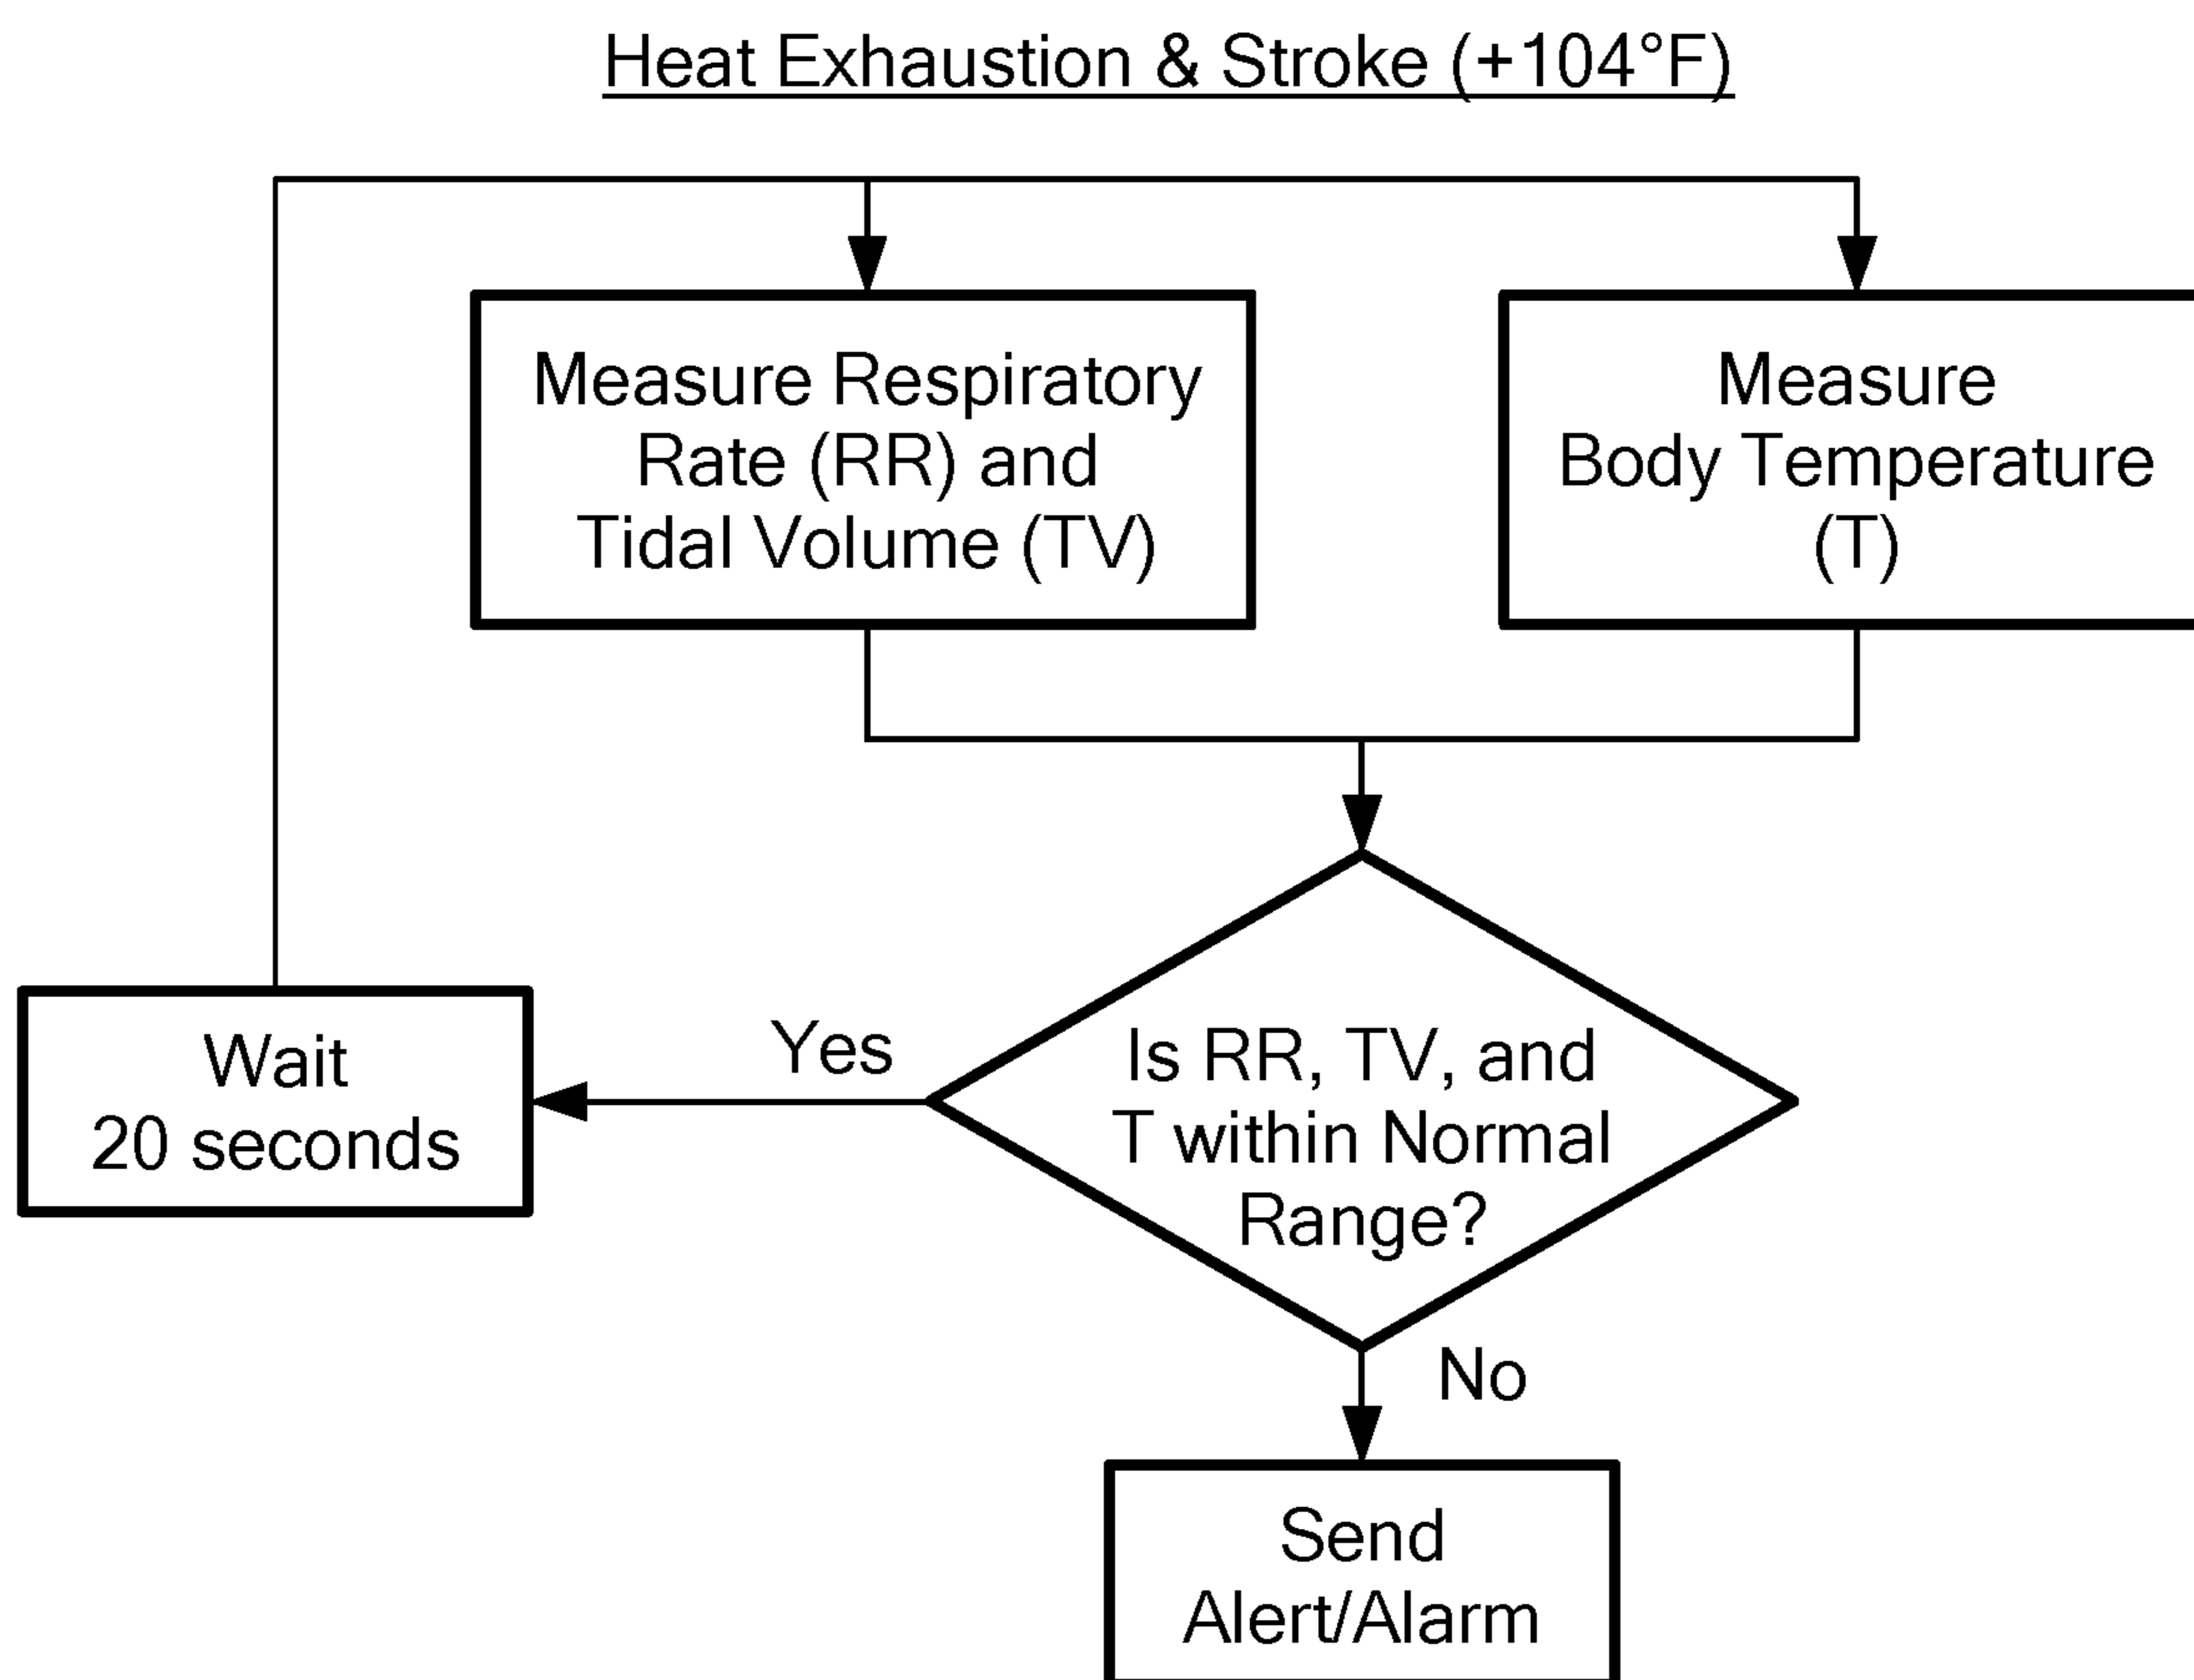 Heat Exhaustion & Stroke (+104°F)
Measure Respiratory
Rate (RR) and
Tidal Volume (TV)
Measure
Body Temperature
(T)
Is RR, TV, and
T within Normal
Range?
Yes
Wait
20 seconds
No
Send
Alert/Alarm